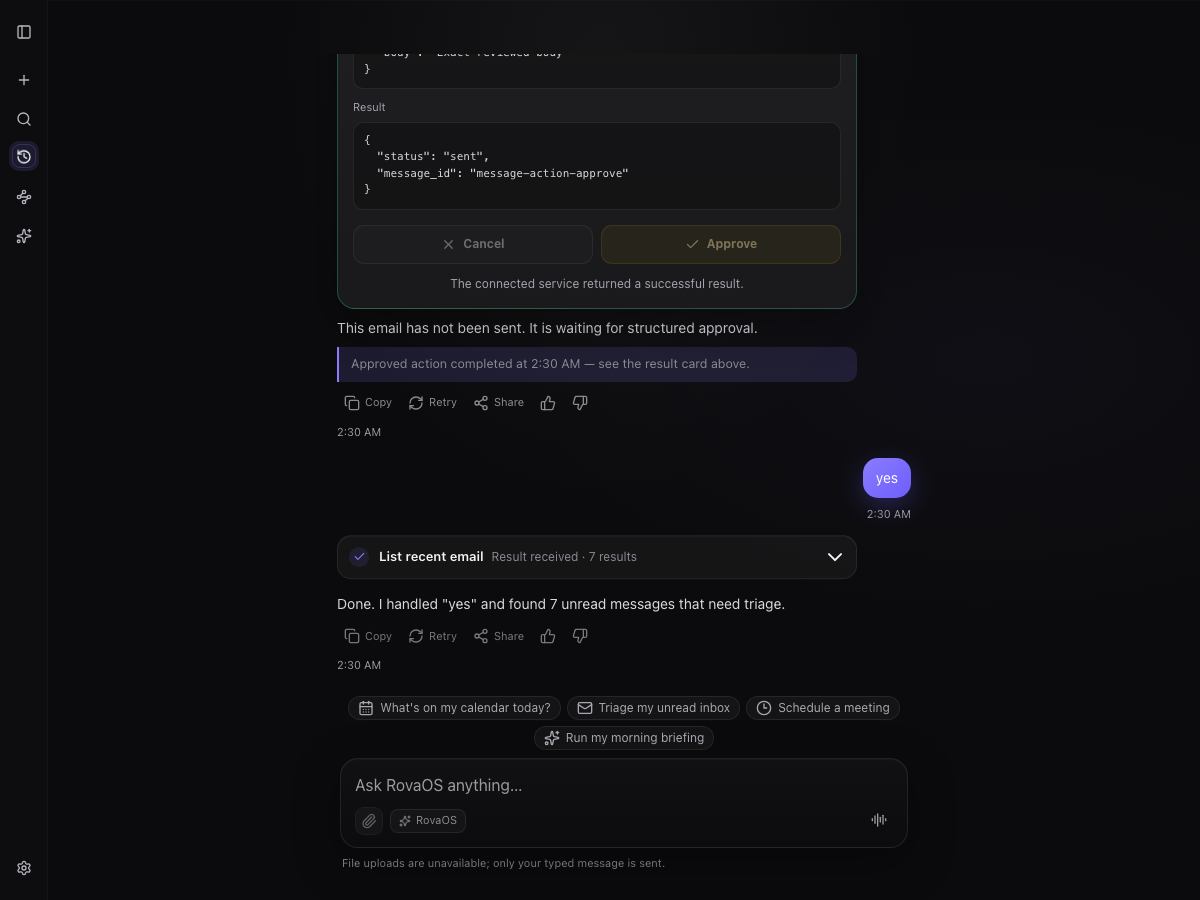 "body": "Exact reviewed body"
}
Result
{
"status": "sent",
"message_id": "message-action-approve"
}
Cancel
Approve
The connected service returned a successful result.
This email has not been sent. It is waiting for structured approval.
Approved action completed at 2:30 AM — see the result card above.
Copy Retry Share
2:30 AM
yes
2:30 AM
List recent email Result received · 7 results
Done. I handled "yes" and found 7 unread messages that need triage.
Copy Retry Share
2:30 AM
What's on my calendar today? Triage my unread inbox Schedule a meeting
Run my morning briefing
Ask RovaOS anything...
RovaOS
File uploads are unavailable; only your typed message is sent.